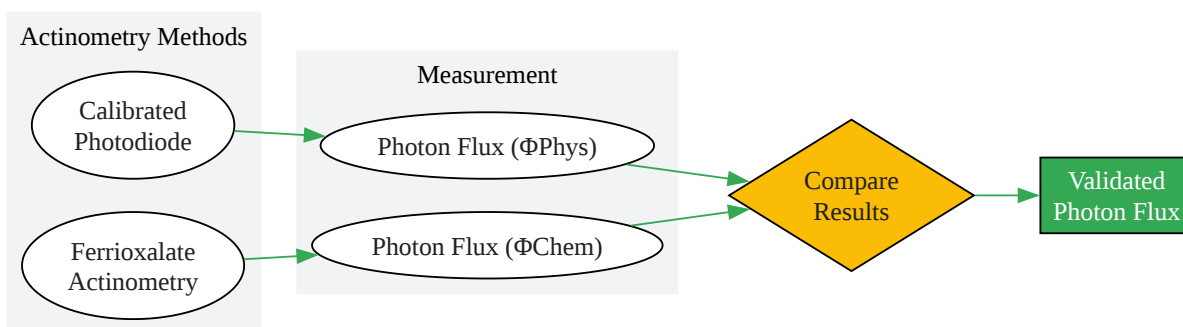 Actinometry Methods
Calibrated
Photodiode
Ferrioxalate
Actinometry
Measurement
Photon Flux (ΦPhys)
Photon Flux (ΦChem)
Compare
Results
Validated
Photon Flux